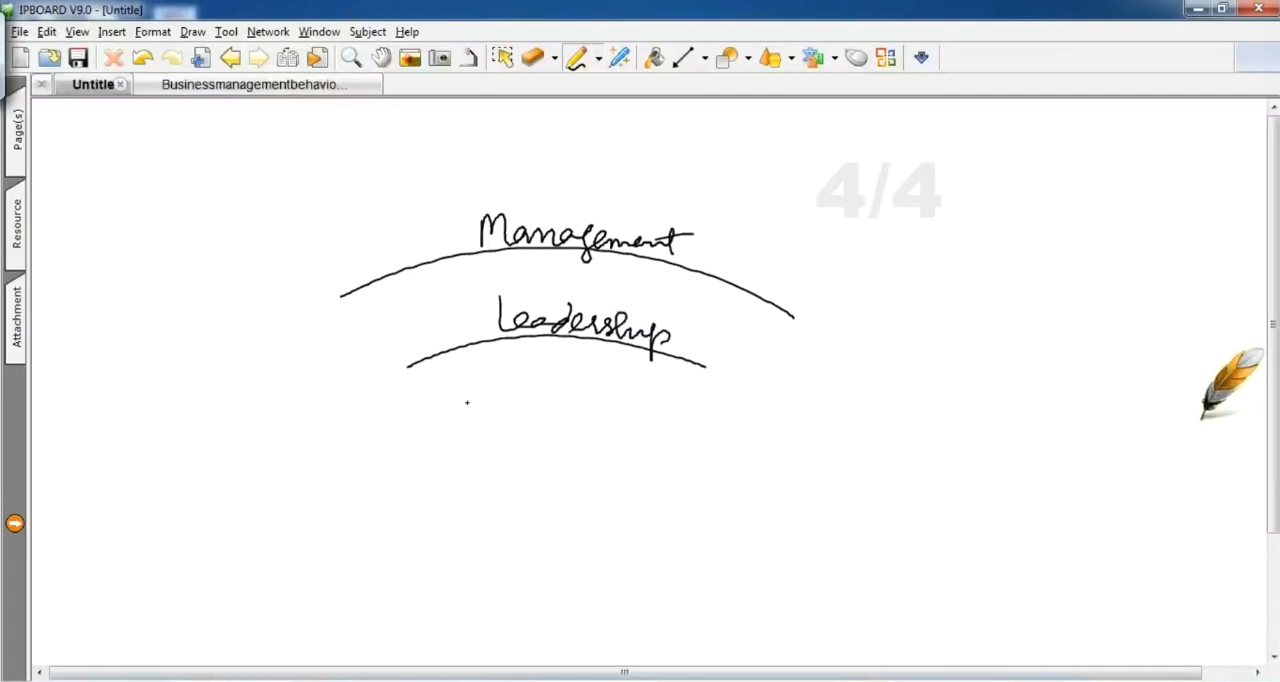 IPBOARD V9.0 - [Untitle]
File Edit View Insert Format Draw Tool Network Window Subject Help
Untitle Businessmanagementbehavio...
Page(s)
Resource
Attachment
4/4
Management
Leadership